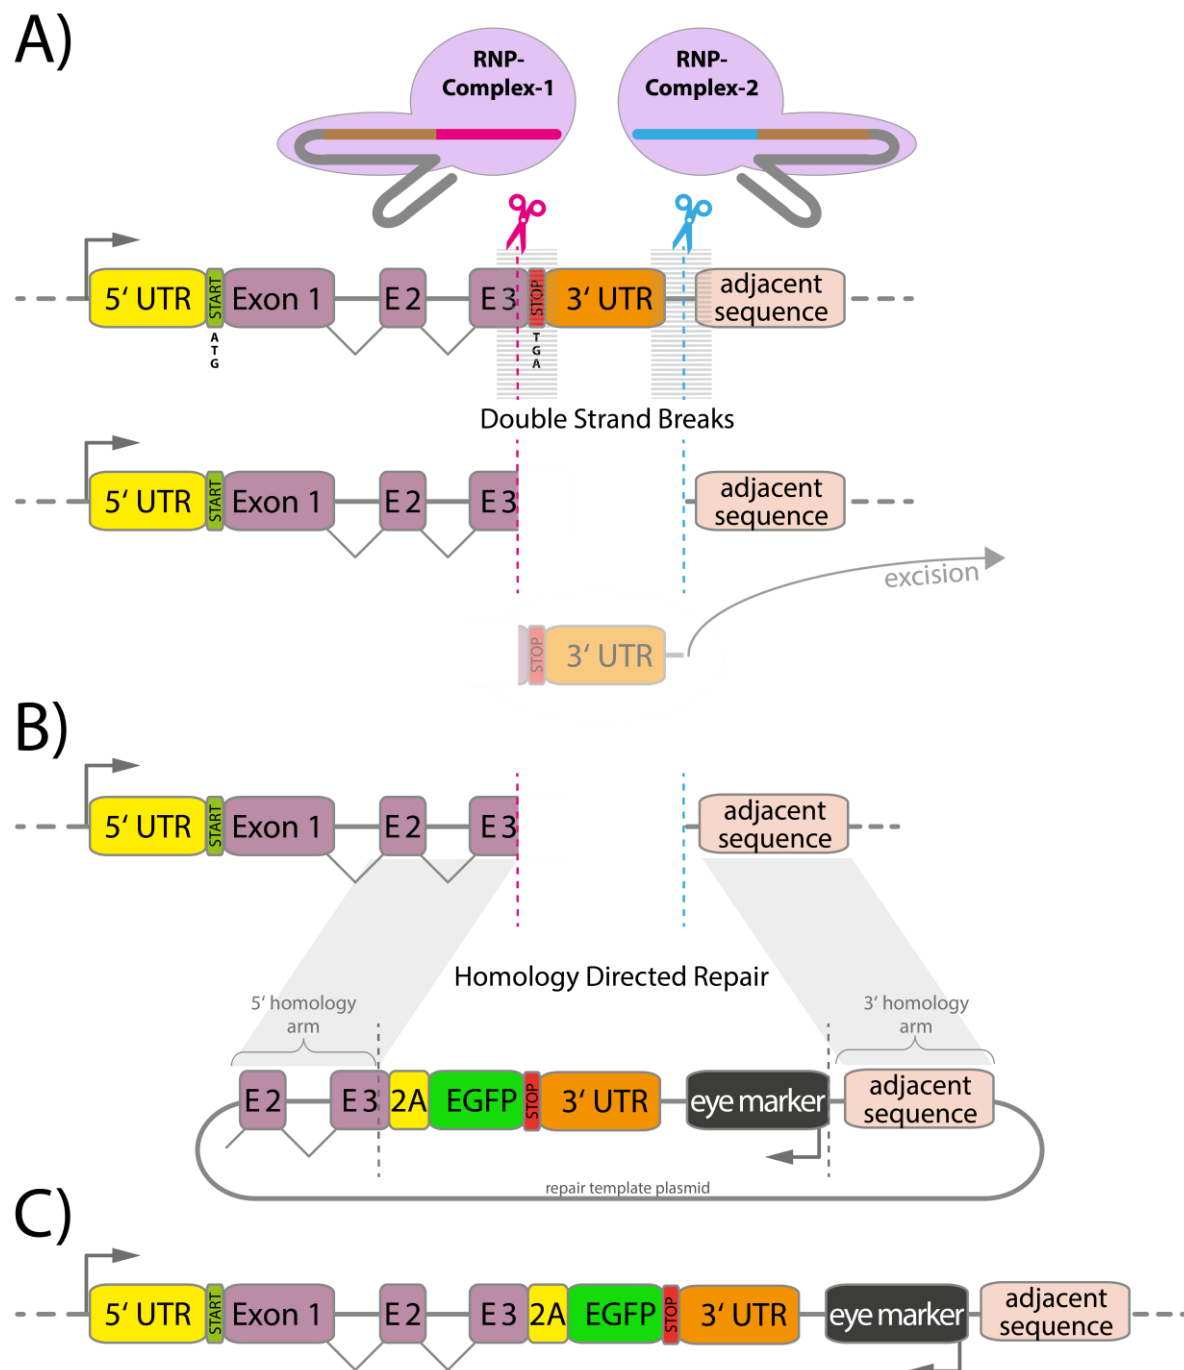 A)
RNP-
Complex-1
RNP-
Complex-2
5‘ UTR START Exon 1 E 2 E 3 STOP 3‘ UTR adjacent
sequence
A
T
G
T
G
A
Double Strand Breaks
5‘ UTR START Exon 1 E 2 E 3 adjacent
sequence
excision
STOP 3‘ UTR
B)
5‘ UTR START Exon 1 E 2 E 3 adjacent
sequence
Homology Directed Repair
5‘ homology
arm
3‘ homology
arm
E 2 E 3 2A EGFP STOP 3‘ UTR eye marker adjacent
sequence
repair template plasmid
C)
5‘ UTR START Exon 1 E 2 E 3 2A EGFP STOP 3‘ UTR eye marker adjacent
sequence